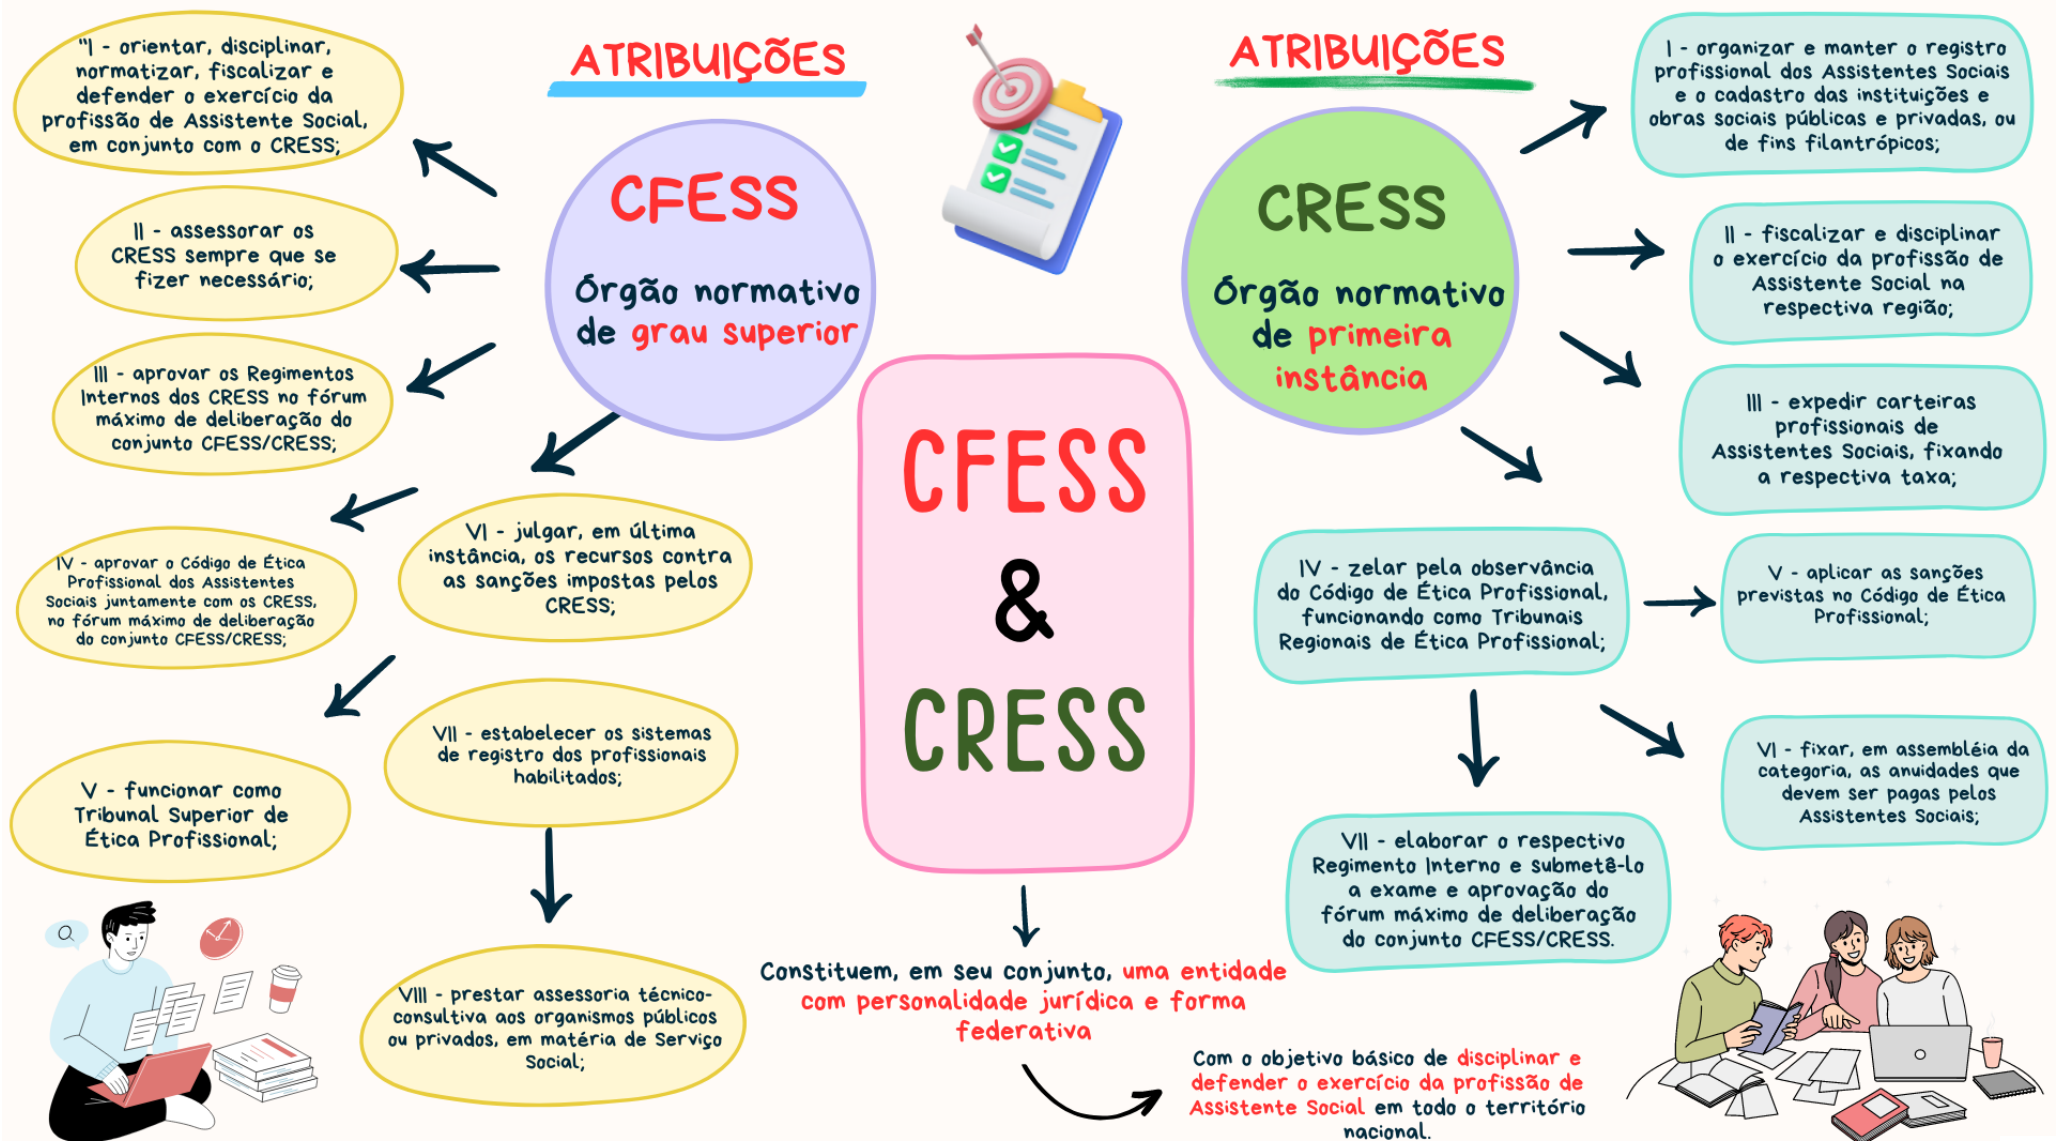 ATRIBUIÇÕES
CFESS
Órgão normativo
de grau superior
"I - orientar, disciplinar,
normatizar, fiscalizar e
defender o exercício da
profissão de Assistente Social,
em conjunto com o CRESS;
II - assessorar os
CRESS sempre que se
fizer necessário;
III - aprovar os Regimentos
Internos dos CRESS no fórum
máximo de deliberação do
conjunto CFESS/CRESS;
IV - aprovar o Código de Ética
Profissional dos Assistentes
Sociais juntamente com os CRESS,
no fórum máximo de deliberação
do conjunto CFESS/CRESS;
V - funcionar como
Tribunal Superior de
Ética Profissional;
VI - julgar, em última
instância, os recursos contra
as sanções impostas pelos
CRESS;
VII - estabelecer os sistemas
de registro dos profissionais
habilitados;
VIII - prestar assessoria técnico-
consultiva aos organismos públicos
ou privados, em matéria de Serviço
Social;
CFESS
&
CRESS
Constituem, em seu conjunto, uma entidade
com personalidade jurídica e forma
federativa
Com o objetivo básico de disciplinar e
defender o exercício da profissão de
Assistente Social em todo o território
nacional.
ATRIBUIÇÕES
CRESS
Órgão normativo
de primeira
instância
I - organizar e manter o registro
profissional dos Assistentes Sociais
e o cadastro das instituições e
obras sociais públicas e privadas, ou
de fins filantrópicos;
II - fiscalizar e disciplinar
o exercício da profissão de
Assistente Social na
respectiva região;
III - expedir carteiras
profissionais de
Assistentes Sociais, fixando
a respectiva taxa;
IV - zelar pela observância
do Código de Ética Profissional,
funcionando como Tribunais
Regionais de Ética Profissional;
V - aplicar as sanções
previstas no Código de Ética
Profissional;
VI - fixar, em assembléia da
categoria, as anuidades que
devem ser pagas pelos
Assistentes Sociais;
VII - elaborar o respectivo
Regimento Interno e submetê-lo
a exame e aprovação do
fórum máximo de deliberação
do conjunto CFESS/CRESS.